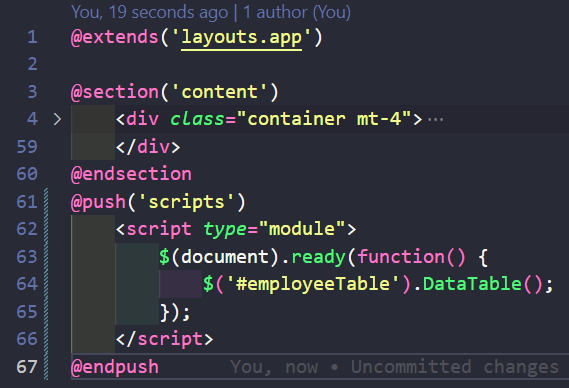 You, 19 seconds ago | 1 author (You)
1 @extends('layouts.app')
2
3 @section('content')
4 > <div class="container mt-4">···
59 </div>
60 @endsection
61 @push('scripts')
62 <script type="module">
63 $(document).ready(function() {
64 $('#employeeTable').DataTable();
65 });
66 </script>
67 @endpush You, now • Uncommitted changes